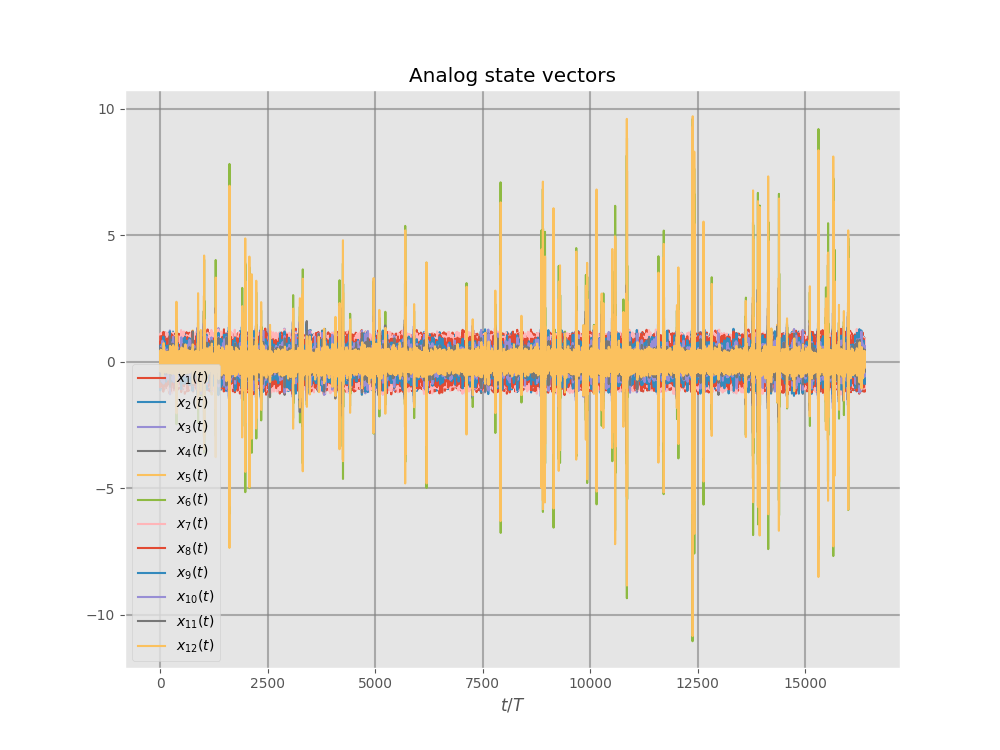 Analog state vectors
10
5
0
−5
−10
x₁(t)
x₂(t)
x₃(t)
x₄(t)
x₅(t)
x₆(t)
x₇(t)
x₈(t)
x₉(t)
x₁₀(t)
x₁₁(t)
x₁₂(t)
0 2500 5000 7500 10000 12500 15000
t/T